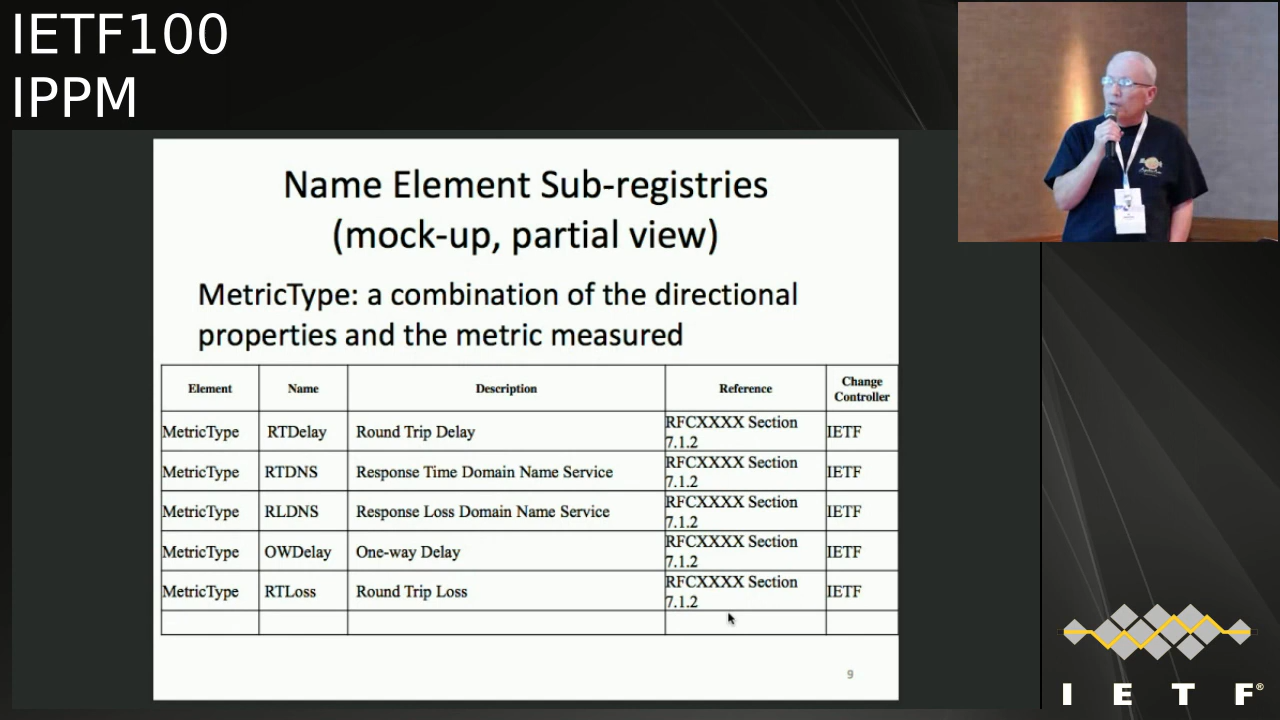 IETF100
IPPM
Name Element Sub-registries
(mock-up, partial view)
MetricType: a combination of the directional
properties and the metric measured
Element Name Description Reference Change Controller
MetricType RTDelay Round Trip Delay RFCXXXX Section 7.1.2 IETF
MetricType RTDNS Response Time Domain Name Service RFCXXXX Section 7.1.2 IETF
MetricType RLDNS Response Loss Domain Name Service RFCXXXX Section 7.1.2 IETF
MetricType OWDelay One-way Delay RFCXXXX Section 7.1.2 IETF
MetricType RTLoss Round Trip Loss RFCXXXX Section 7.1.2 IETF
9
I E T F®